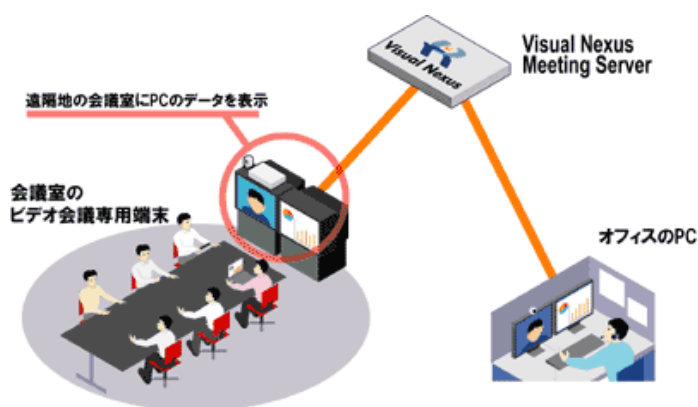 Visual Nexus
Visual Nexus
Meeting Server
遠隔地の会議室にPCのデータを表示
会議室の
ビデオ会議専用端末
オフィスのPC